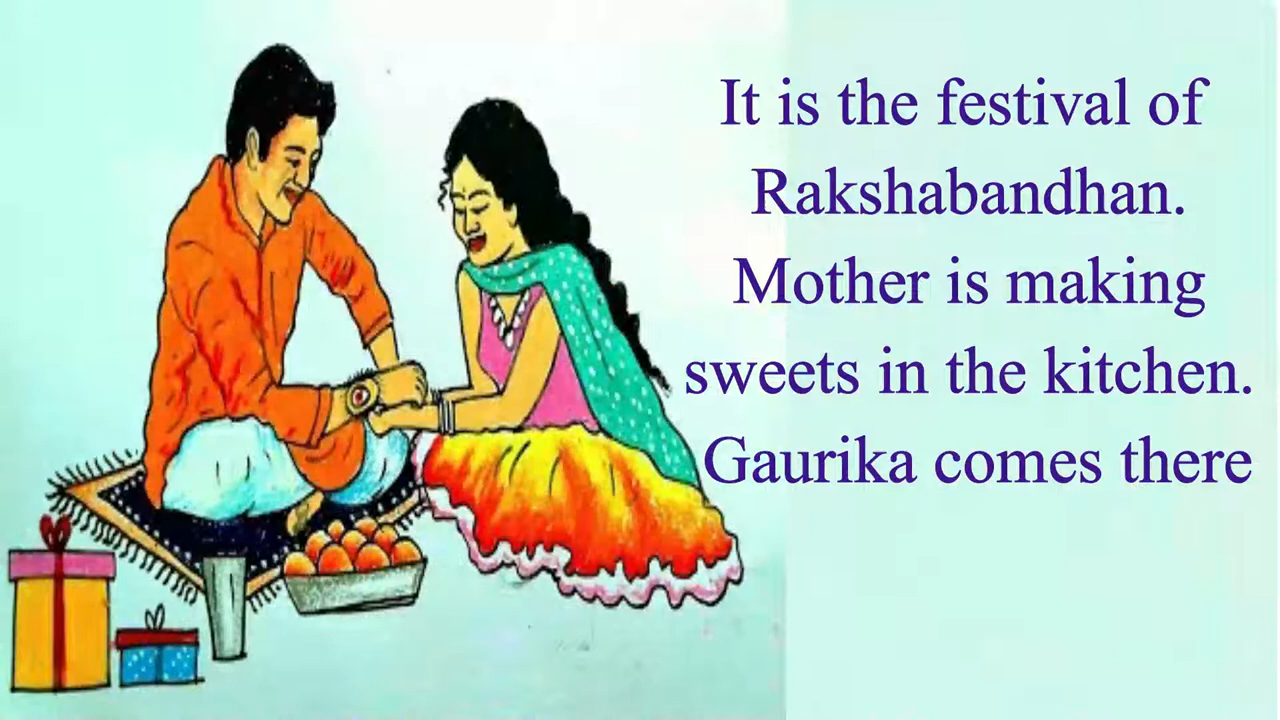 It is the festival of
Rakshabandhan.
Mother is making
sweets in the kitchen.
Gaurika comes there